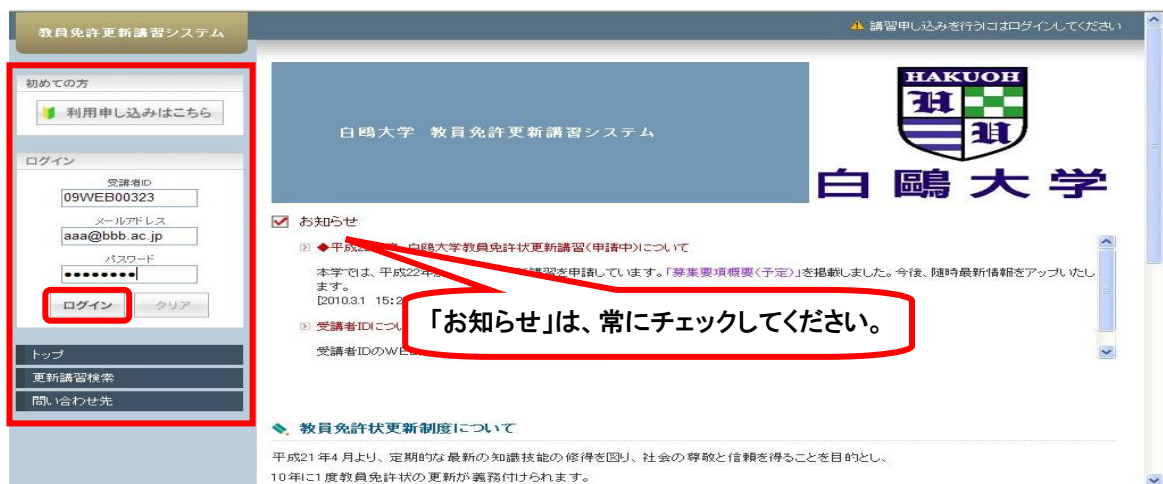 教員免許更新講習システム
講習申し込みを行うにはログインしてください
初めての方
利用申し込みはこちら
ログイン
受講者ID
09WEB00323
メールアドレス
aaa@bbb.ac.jp
パスワード
●●●●●●●●
ログイン
クリア
トップ
更新講習検索
問い合わせ先
白鴎大学 教員免許更新講習システム
HAKUOH
H
H
白鷗大学
お知らせ
◆平成22 白鴎大学教員免許状更新講習(申請中)について
本学では、平成22年 新講習を申請しています。「募集要項概要(予定)」を掲載しました。今後、随時最新情報をアップいたし
ます。
[2010.3.1 15:2
受講者IDについ
受講者IDのWE
「お知らせ」は、常にチェックしてください。
教員免許状更新制度について
平成21年4月より、定期的な最新の知識技能の修得を図り、社会の尊敬と信頼を得ることを目的とし、
10年に1度教員免許状の更新が義務付けられます。